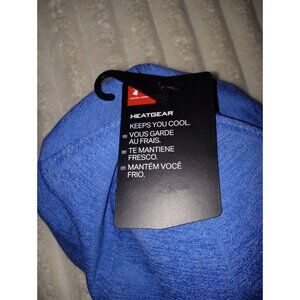 HEATGEAR
KEEPS YOU COOL.
VOUS GARDE
AU FRAIS.
TE MANTIENE
FRESCO.
MANTÉM VOCÊ
FRIO.